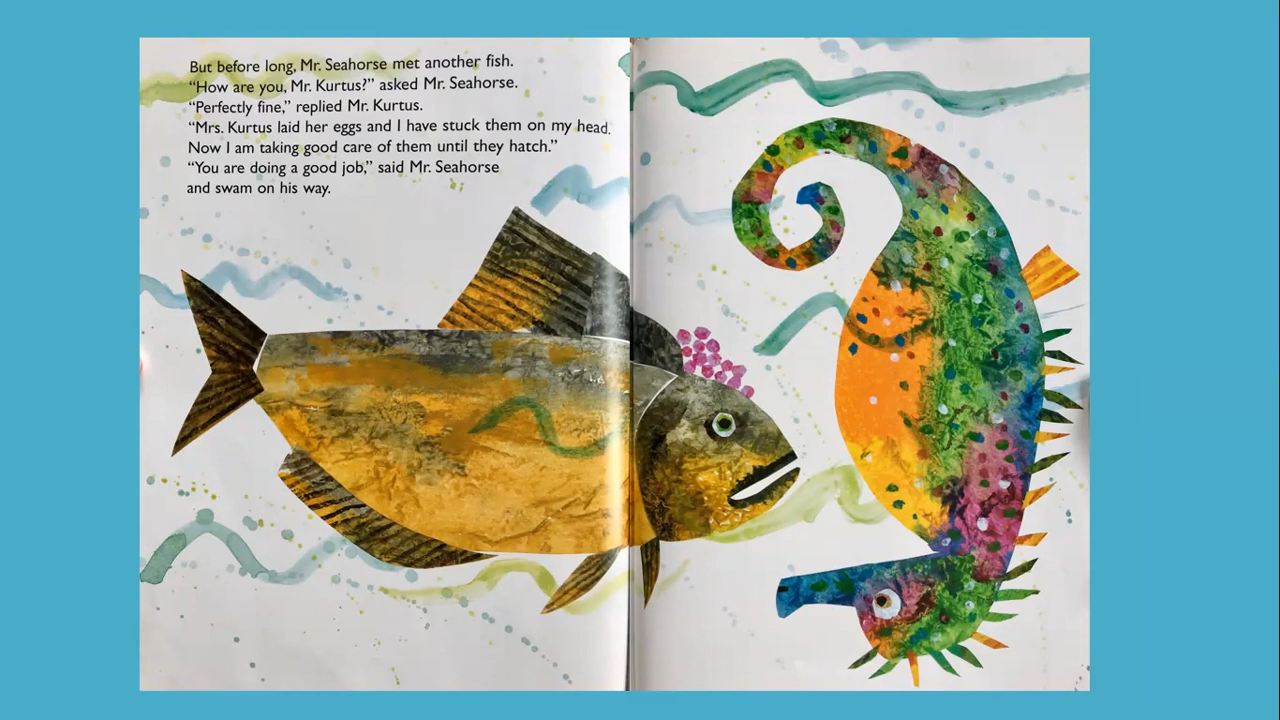 But before long, Mr. Seahorse met another fish.
“How are you, Mr. Kurtus?” asked Mr. Seahorse.
“Perfectly fine,” replied Mr. Kurtus.
“Mrs. Kurtus laid her eggs and I have stuck them on my head.
Now I am taking good care of them until they hatch.”
“You are doing a good job,” said Mr. Seahorse
and swam on his way.